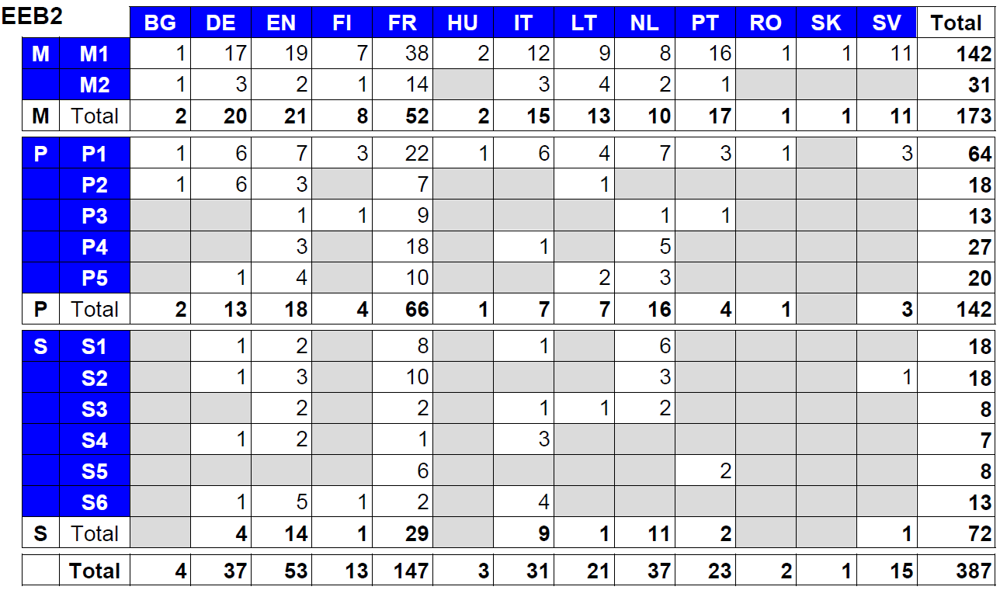 EEB2 BG DE EN FI FR HU IT LT NL PT RO SK SV Total
M M1 1 17 19 7 38 2 12 9 8 16 1 1 11 142
M2 1 3 2 1 14 3 4 2 1 31
M Total 2 20 21 8 52 2 15 13 10 17 1 1 11 173
P P1 1 6 7 3 22 1 6 4 7 3 1 3 64
P2 1 6 3 7 1 18
P3 1 1 9 1 1 13
P4 3 18 1 5 27
P5 1 4 10 2 3 20
P Total 2 13 18 4 66 1 7 7 16 4 1 3 142
S S1 1 2 8 1 6 18
S2 1 3 10 3 1 18
S3 2 2 1 1 2 8
S4 1 2 1 3 7
S5 6 2 8
S6 1 5 1 2 4 13
S Total 4 14 1 29 9 1 11 2 1 72
Total 4 37 53 13 147 3 31 21 37 23 2 1 15 387